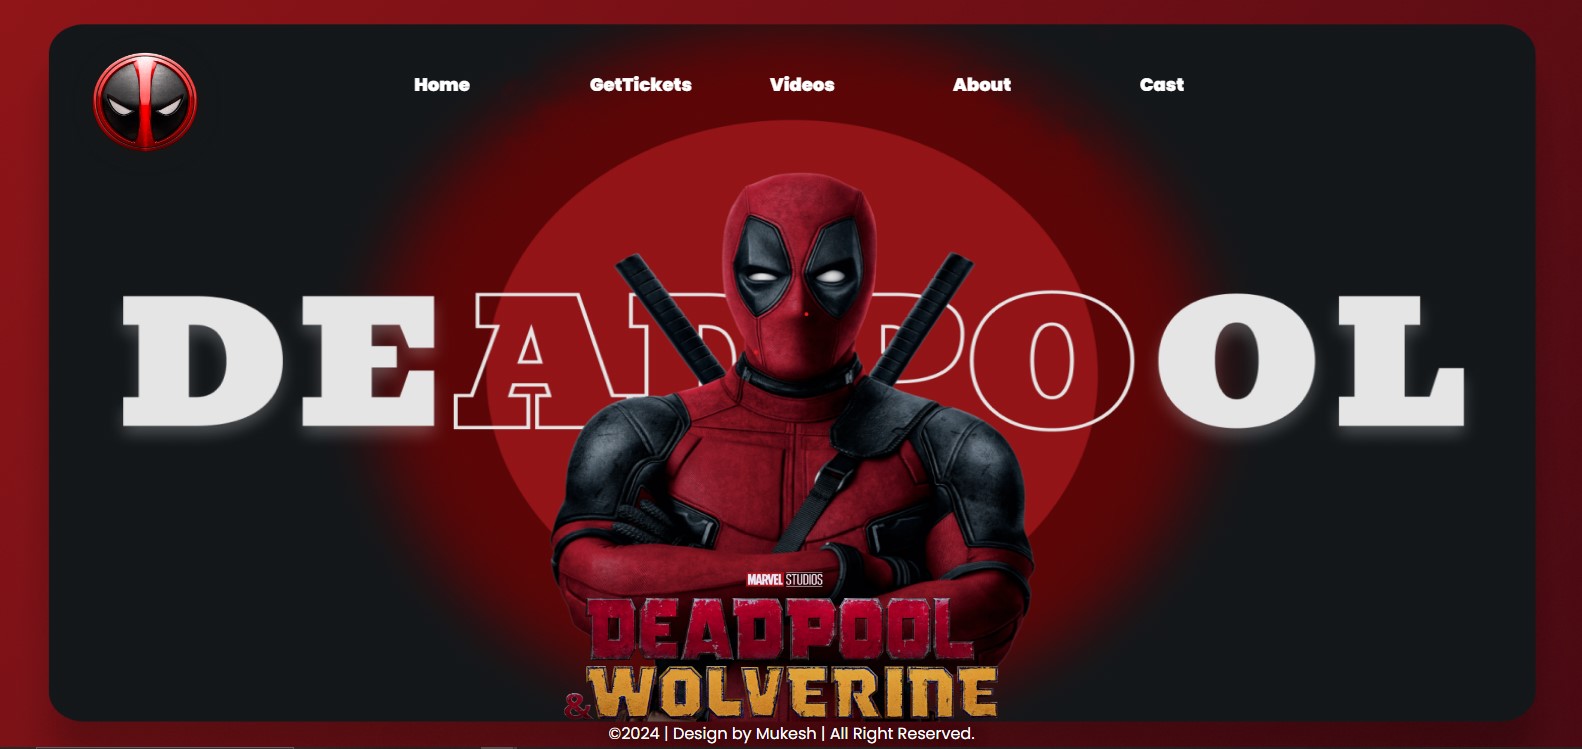 Home GetTickets Videos About Cast
DEADPOOL
MARVEL STUDIOS
DEADPOOL
& WOLVERINE
©2024 | Design by Mukesh | All Right Reserved.